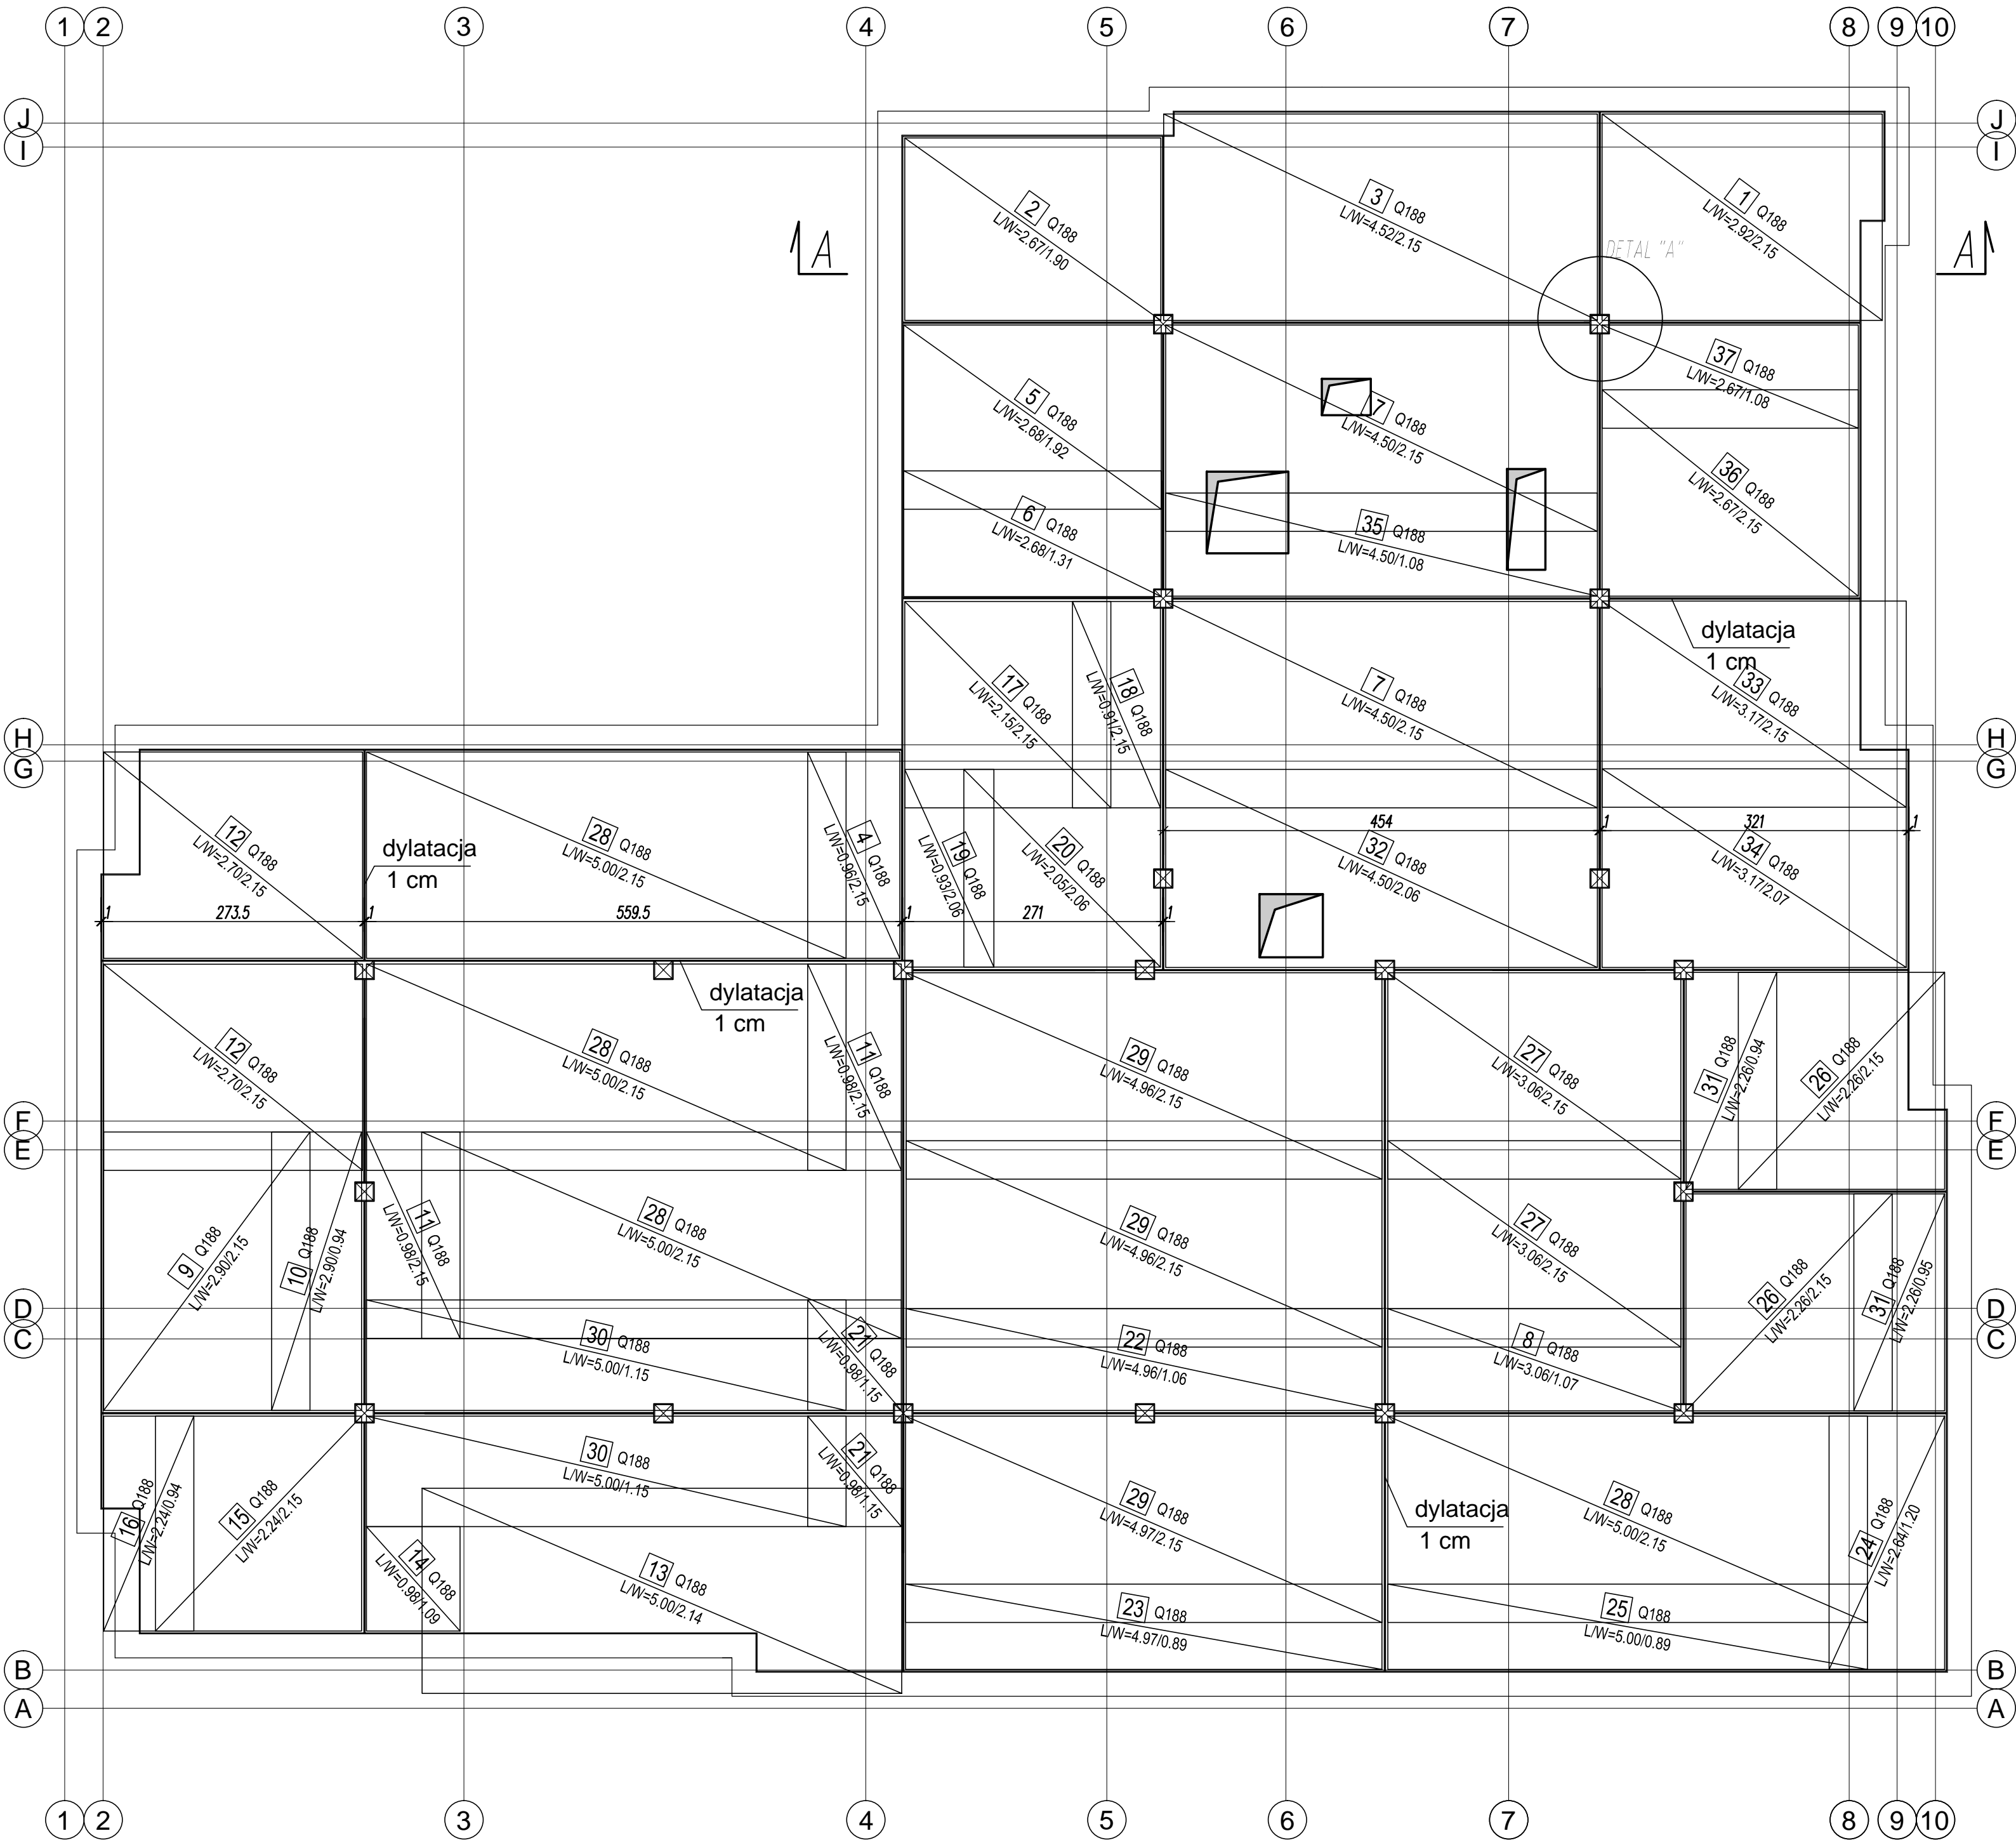 1 2 3 4 5 6 7 8 9 10
J J
I I
A A
DETAL "A"
2 Q188
L/W=2.67/1.90
3 Q188
L/W=4.52/2.15
1 Q188
L/W=2.92/2.15
5 Q188
L/W=2.68/1.92
7 Q188
L/W=4.50/2.15
37 Q188
L/W=2.67/1.08
36 Q188
L/W=2.67/2.15
6 Q188
L/W=2.68/1.31
35 Q188
L/W=4.50/1.08
dylatacja
1 cm
17 Q188
L/W=2.15/2.15
18 Q188
L/W=0.91/2.15
7 Q188
L/W=4.50/2.15
33 Q188
L/W=3.17/2.15
H H
G G
12 Q188
L/W=2.70/2.15
dylatacja
1 cm
28 Q188
L/W=5.00/2.15
4 Q188
L/W=0.96/2.15
19 Q188
L/W=0.93/2.06
20 Q188
L/W=2.05/2.06
454 1 321 1
32 Q188
L/W=4.50/2.06
34 Q188
L/W=3.17/2.07
1 273.5 1 559.5 1 271 1
dylatacja
1 cm
12 Q188
L/W=2.70/2.15
28 Q188
L/W=5.00/2.15
11 Q188
L/W=0.98/2.15
29 Q188
L/W=4.96/2.15
27 Q188
L/W=3.06/2.15
31 Q188
L/W=2.26/0.94
26 Q188
L/W=2.26/2.15
F F
E E
9 Q188
L/W=2.90/2.15
10 Q188
L/W=2.90/0.94
11 Q188
L/W=0.98/2.15
28 Q188
L/W=5.00/2.15
29 Q188
L/W=4.96/2.15
27 Q188
L/W=3.06/2.15
26 Q188
L/W=2.26/2.15
31 Q188
L/W=2.26/0.95
D D
C C
30 Q188
L/W=5.00/1.15
21 Q188
L/W=0.98/1.15
22 Q188
L/W=4.96/1.06
8 Q188
L/W=3.06/1.07
16 Q188
L/W=2.24/0.94
15 Q188
L/W=2.24/2.15
30 Q188
L/W=5.00/1.15
21 Q188
L/W=0.98/1.15
29 Q188
L/W=4.97/2.15
dylatacja
1 cm
28 Q188
L/W=5.00/2.15
24 Q188
L/W=2.64/1.20
14 Q188
L/W=0.98/1.09
13 Q188
L/W=5.00/2.14
23 Q188
L/W=4.97/0.89
25 Q188
L/W=5.00/0.89
B B
A A
1 2 3 4 5 6 7 8 9 10